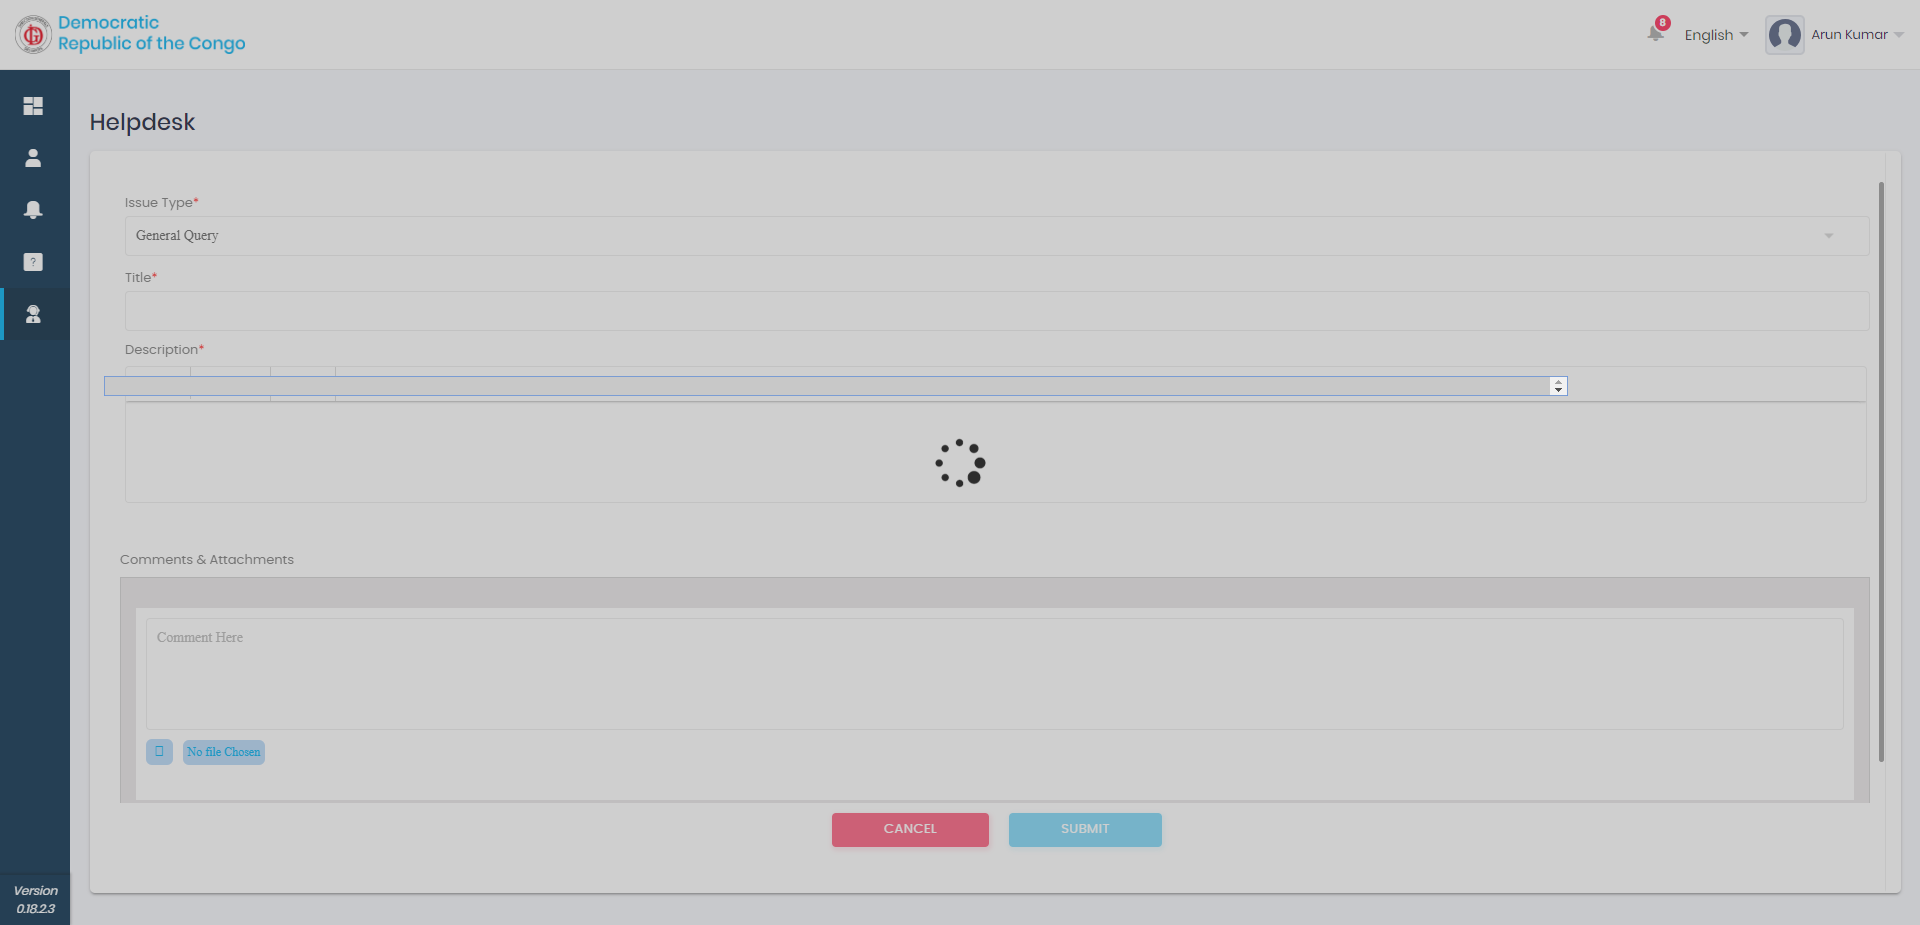 Democratic
Republic of the Congo
8
English
Arun Kumar
Helpdesk
Issue Type*
General Query
Title*
Description*
Comments & Attachments
Comment Here
No file Chosen
CANCEL
SUBMIT
Version
0.18.2.3